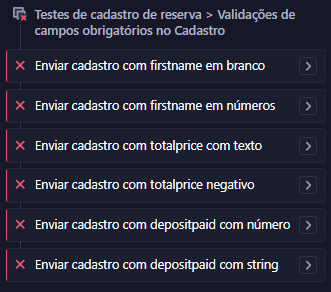 Testes de cadastro de reserva > Validações de
campos obrigatórios no Cadastro
Enviar cadastro com firstname em branco
Enviar cadastro com firstname em números
Enviar cadastro com totalprice com texto
Enviar cadastro com totalprice negativo
Enviar cadastro com depositpaid com número
Enviar cadastro com depositpaid com string